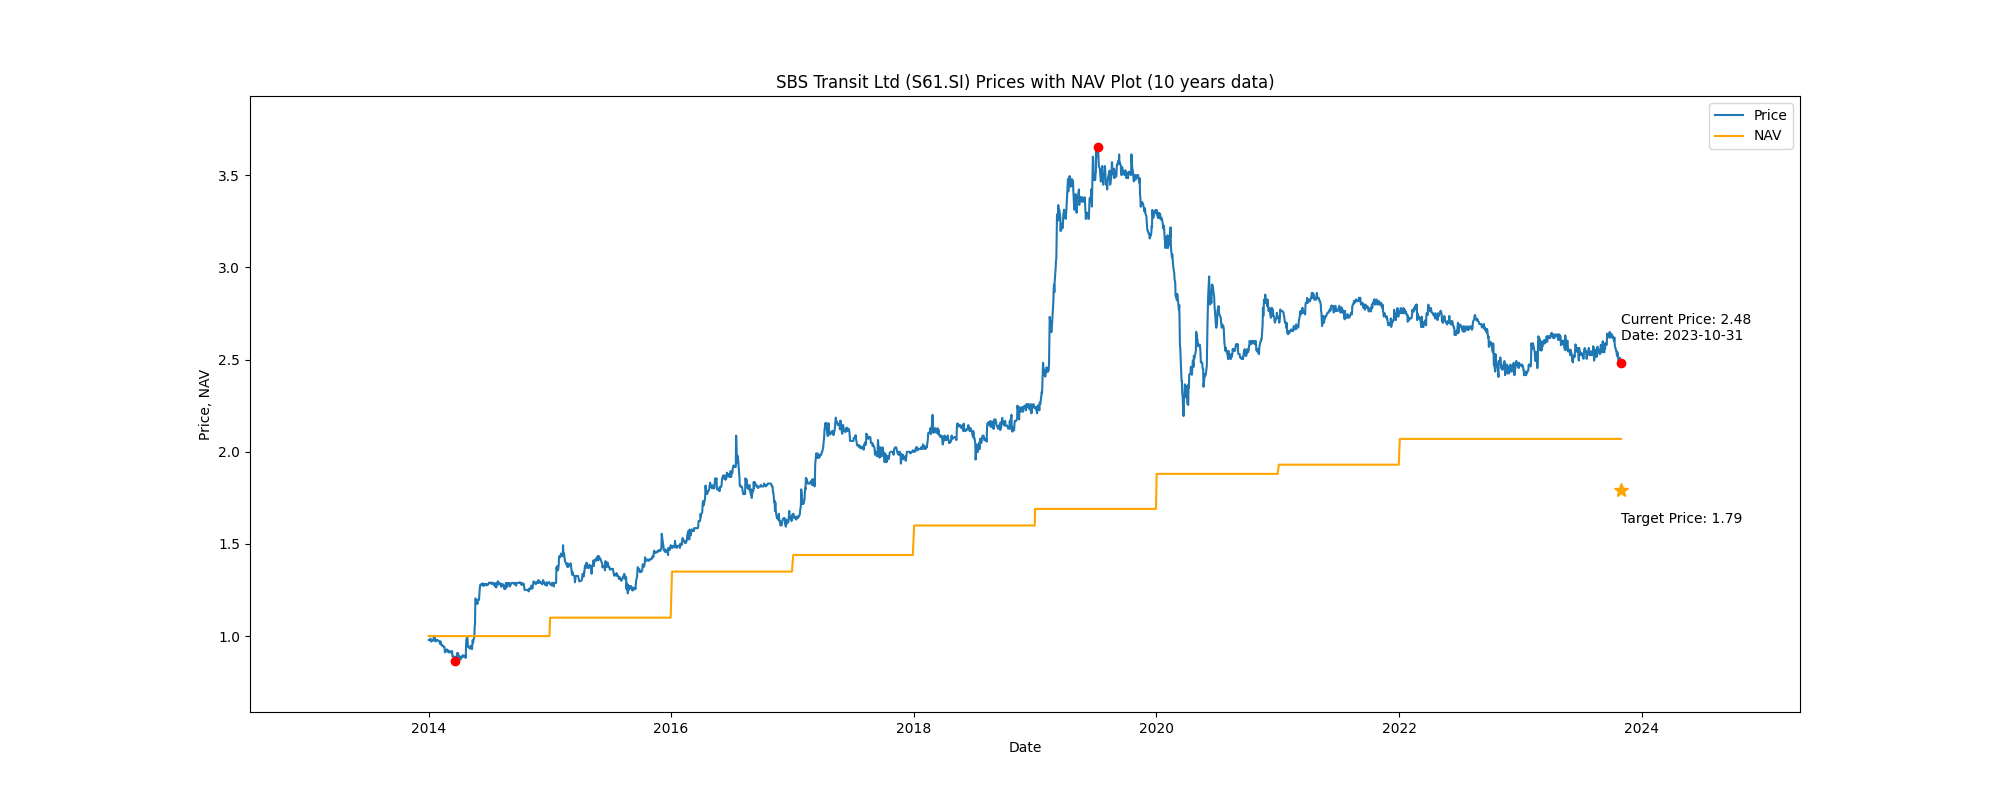 SBS Transit Ltd (S61.SI) Prices with NAV Plot (10 years data)
Price
NAV
3.5
3.0
2.5
2.0
1.5
1.0
Price, NAV
Current Price: 2.48
Date: 2023-10-31
Target Price: 1.79
2014
2016
2018
2020
2022
2024
Date